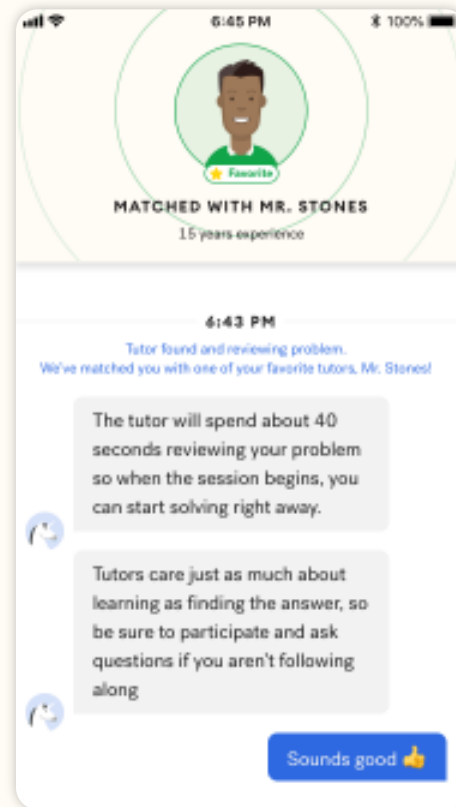 6:45 PM
100%
Favorite
MATCHED WITH MR. STONES
15 years experience
6:43 PM
Tutor found and reviewing problem.
We've matched you with one of your favorite tutors, Mr. Stones!
The tutor will spend about 40
seconds reviewing your problem
so when the session begins, you
can start solving right away.
Tutors care just as much about
learning as finding the answer, so
be sure to participate and ask
questions if you aren't following
along
Sounds good 👍